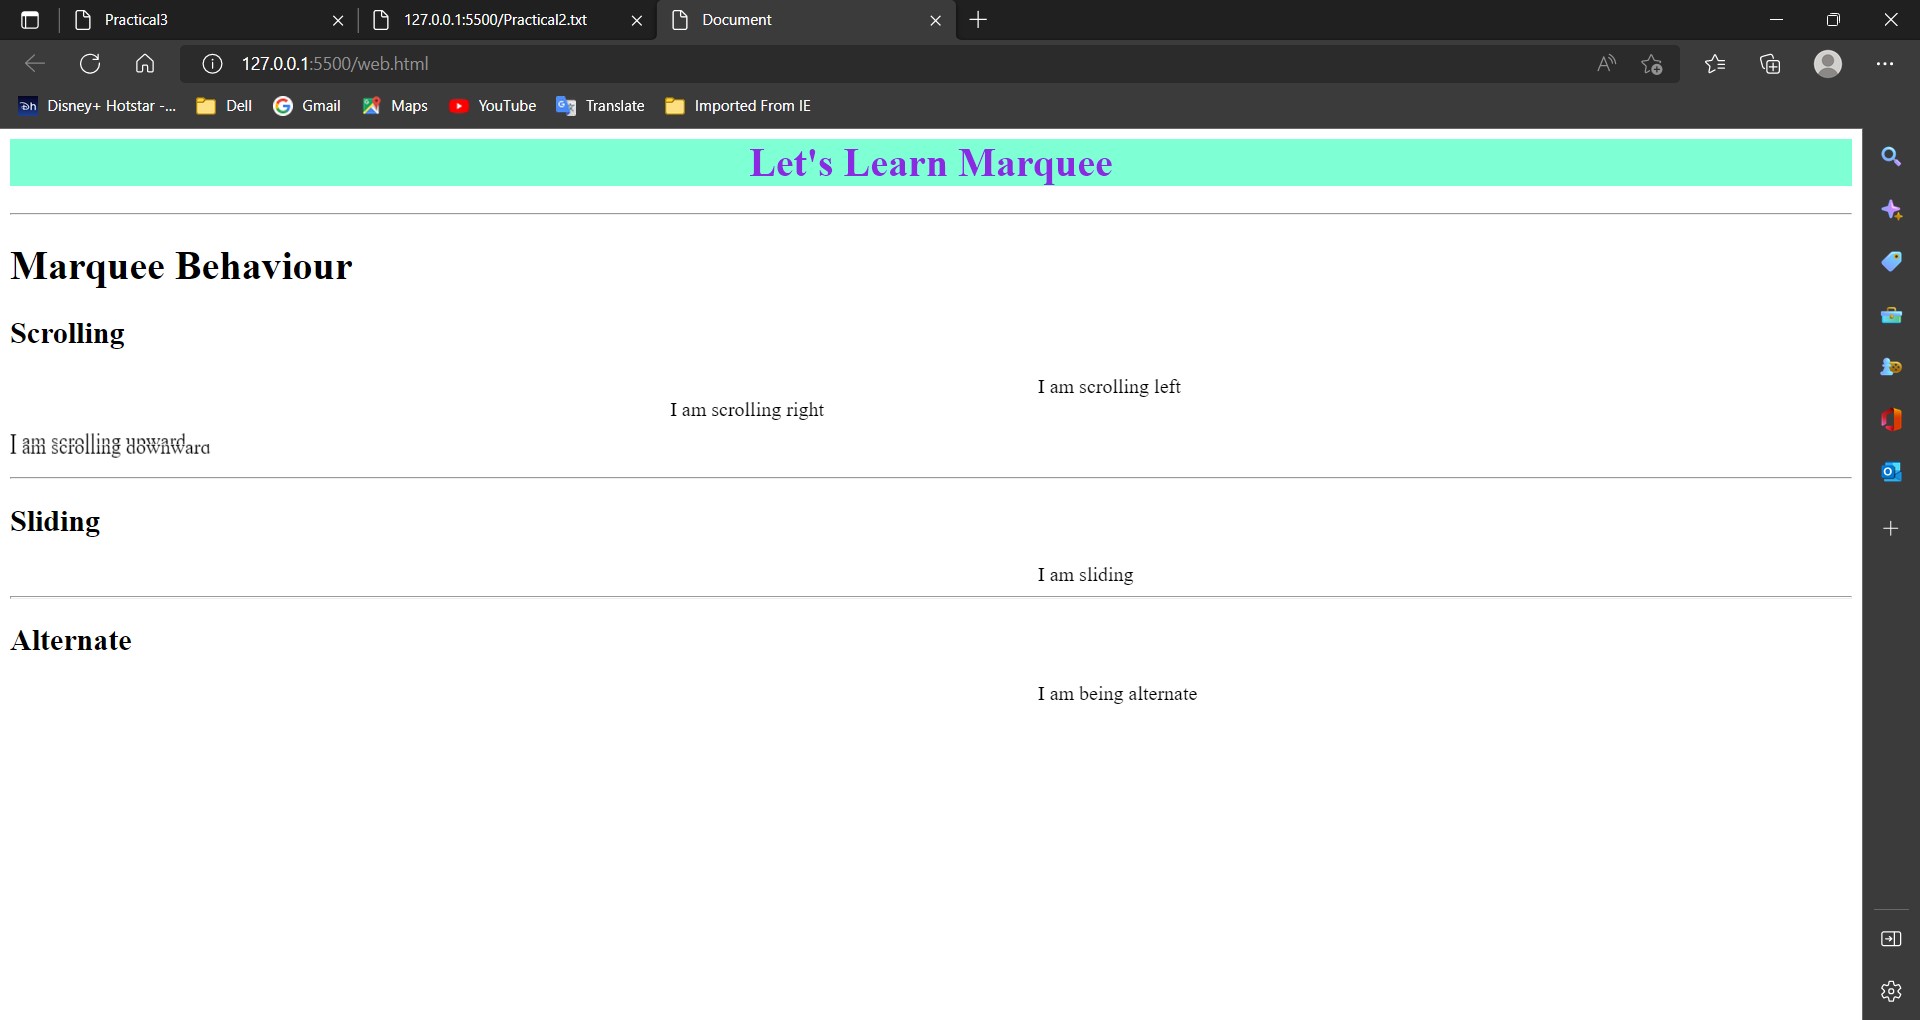 Practical3
127.0.0.1:5500/Practical2.txt
Document
127.0.0.1:5500/web.html
Disney+ Hotstar -...
Dell
Gmail
Maps
YouTube
Translate
Imported From IE
Let's Learn Marquee
Marquee Behaviour
Scrolling
I am scrolling left
I am scrolling right
I am scrolling upward
I am scrolling downward
Sliding
I am sliding
Alternate
I am being alternate